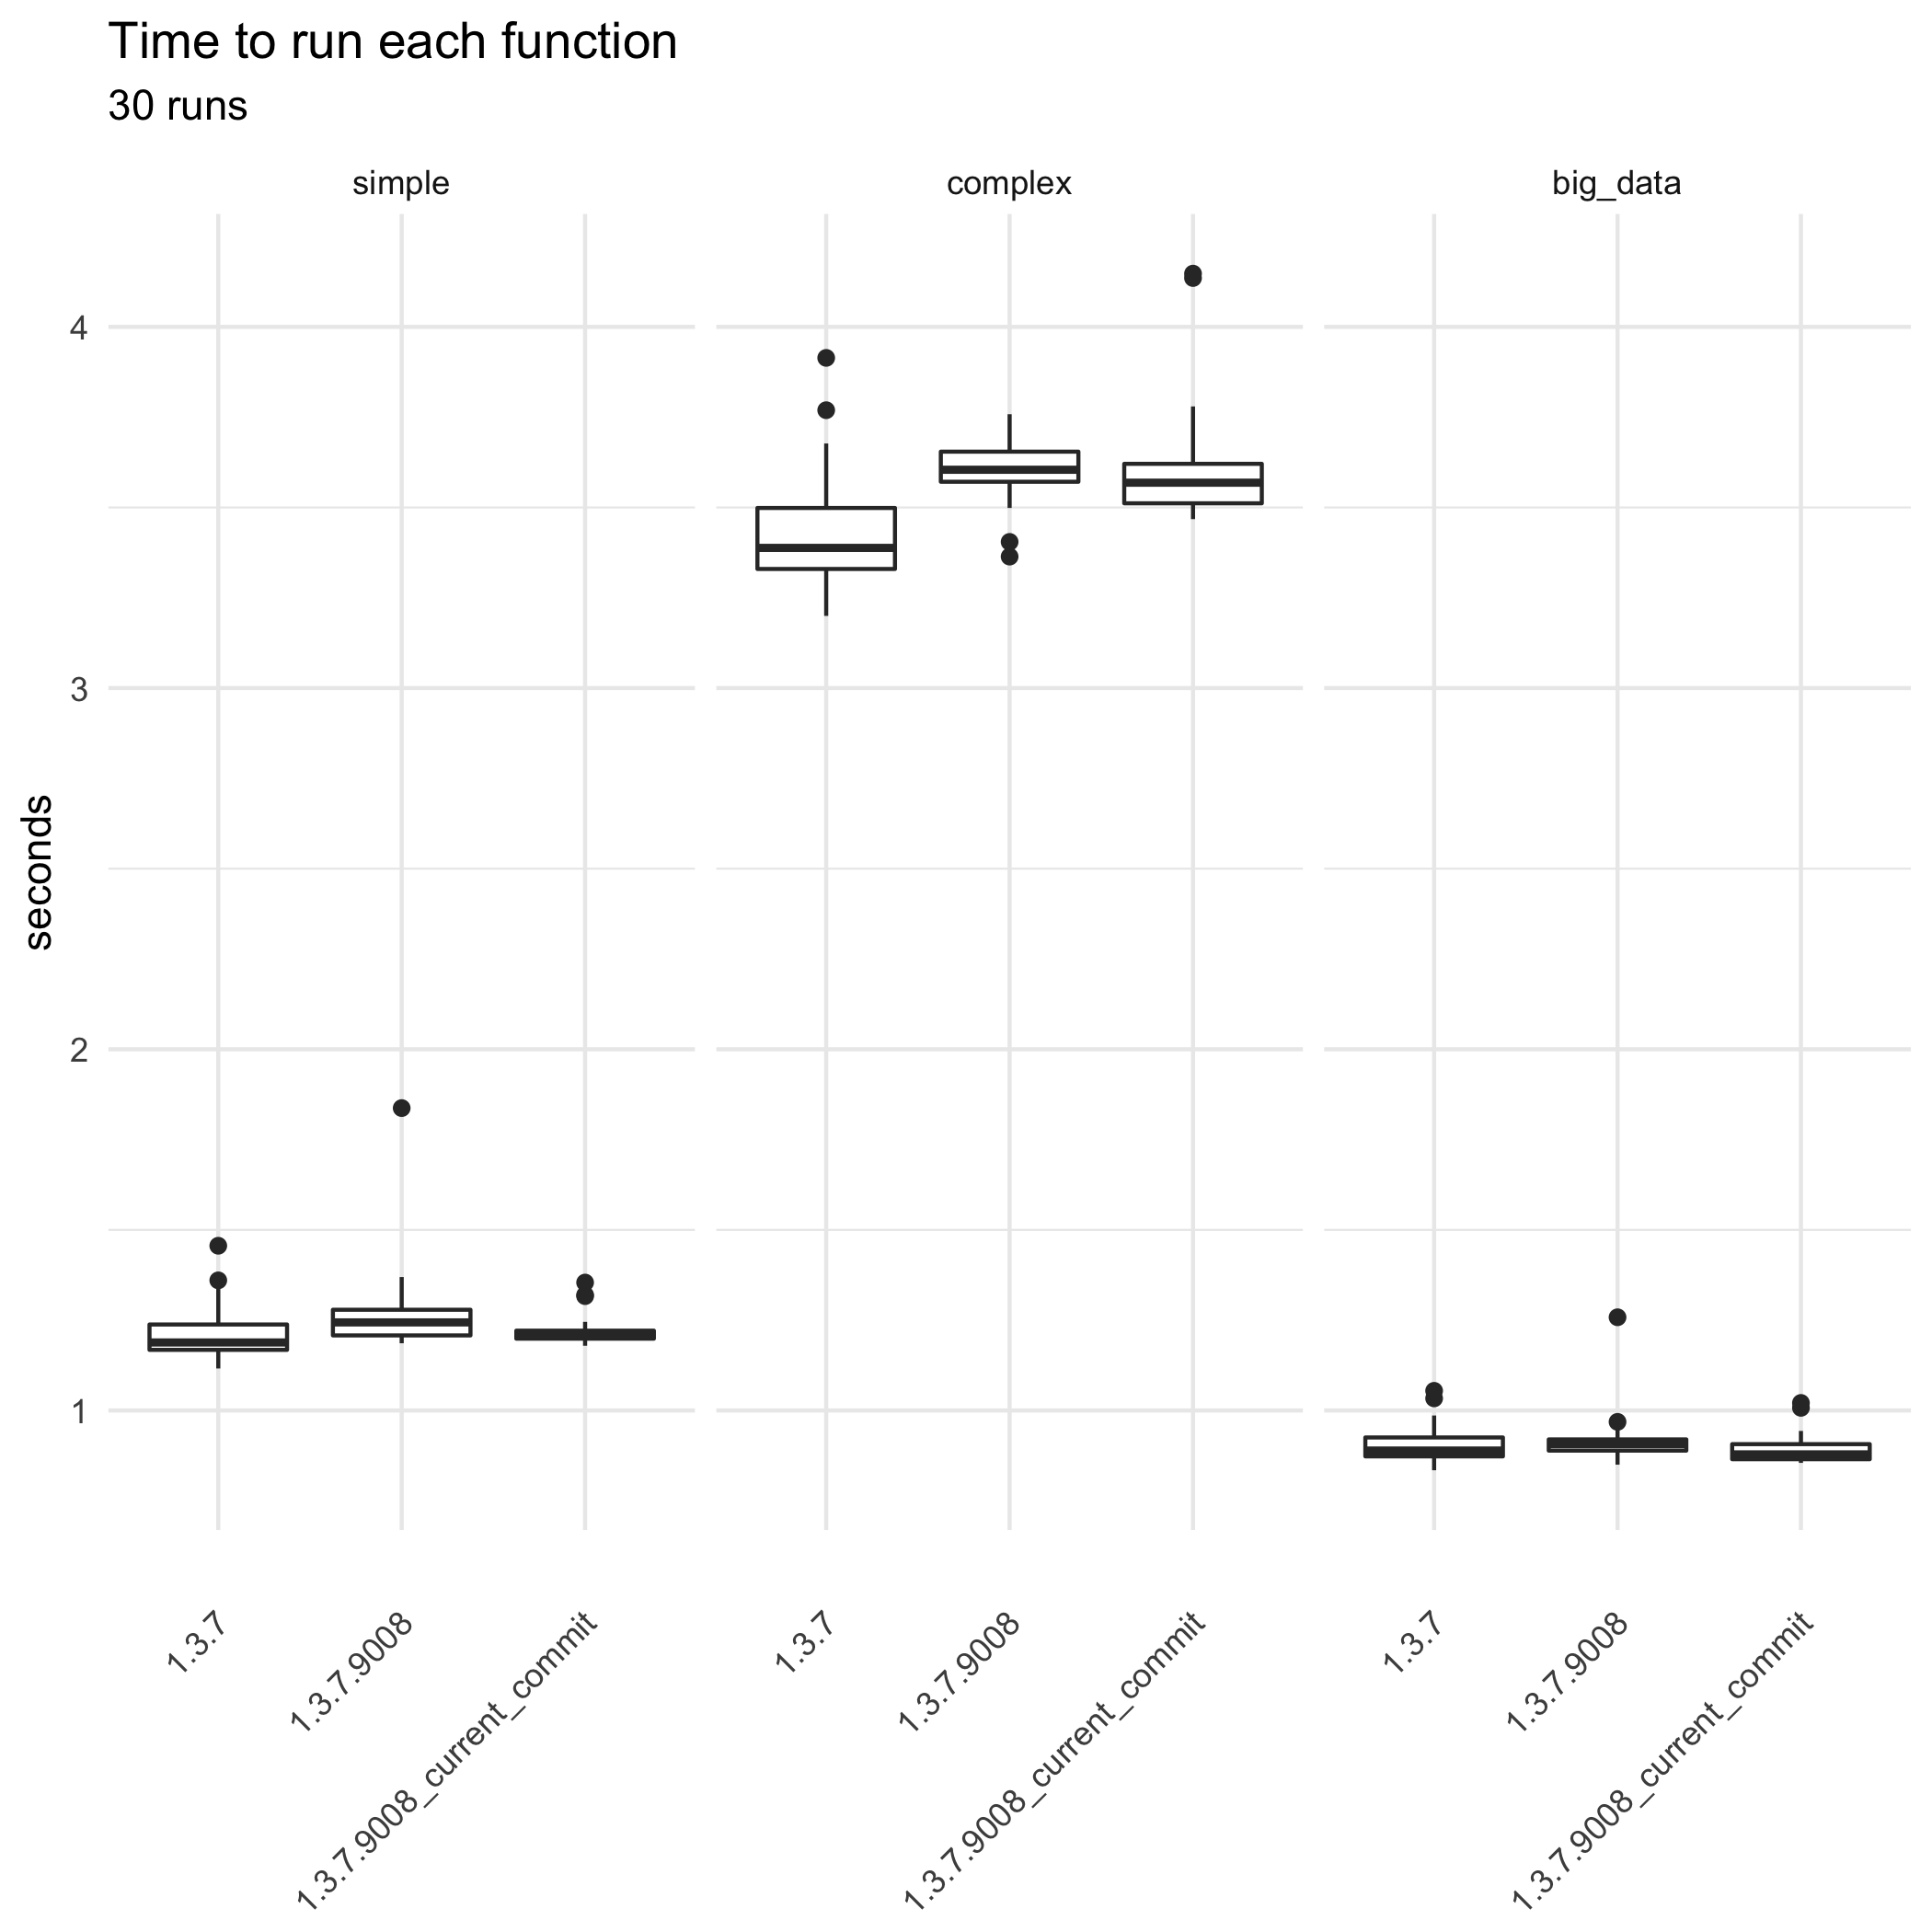 Time to run each function
30 runs
simple
complex
big_data
4
3
2
1
seconds
1.3.7
1.3.7.9008
1.3.7.9008_current_commit
1.3.7
1.3.7.9008
1.3.7.9008_current_commit
1.3.7
1.3.7.9008
1.3.7.9008_current_commit